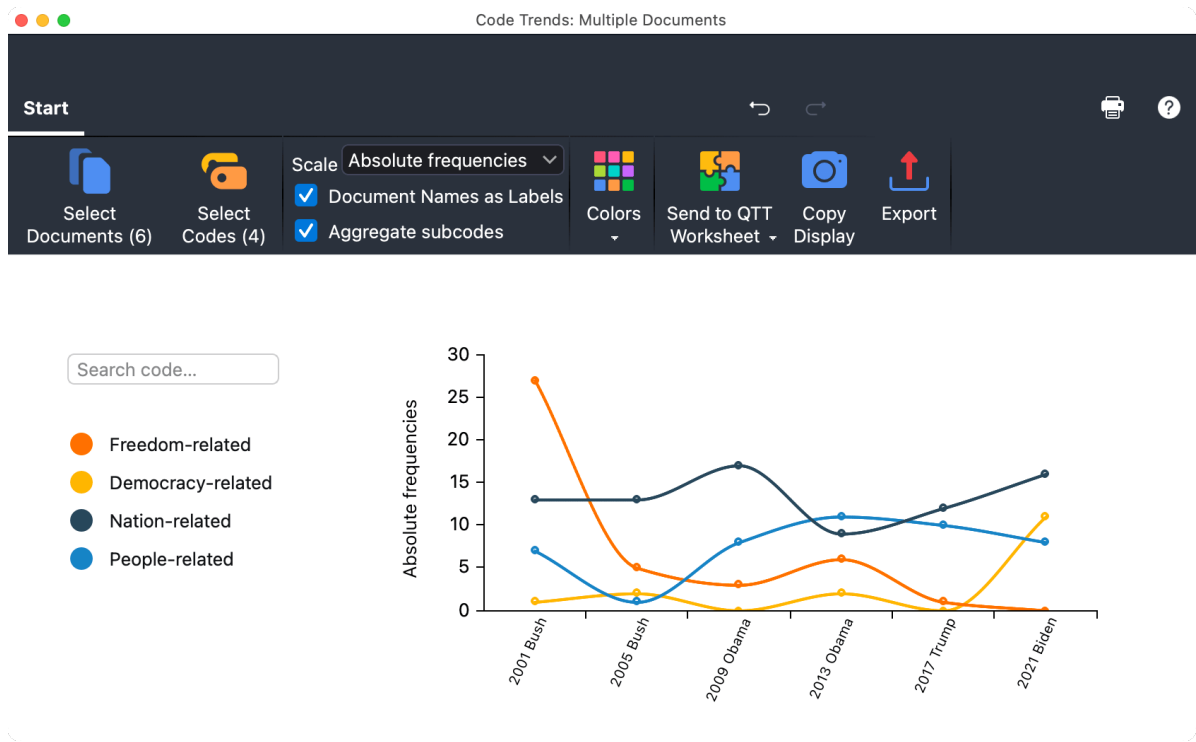 Code Trends: Multiple Documents
Start
Select
Documents (6)
Select
Codes (4)
Scale Absolute frequencies
Document Names as Labels
Aggregate subcodes
Colors
Send to QTT
Worksheet
Copy
Display
Export
Search code...
Freedom-related
Democracy-related
Nation-related
People-related
Absolute frequencies
30
25
20
15
10
5
0
2001 Bush
2005 Bush
2009 Obama
2013 Obama
2017 Trump
2021 Biden